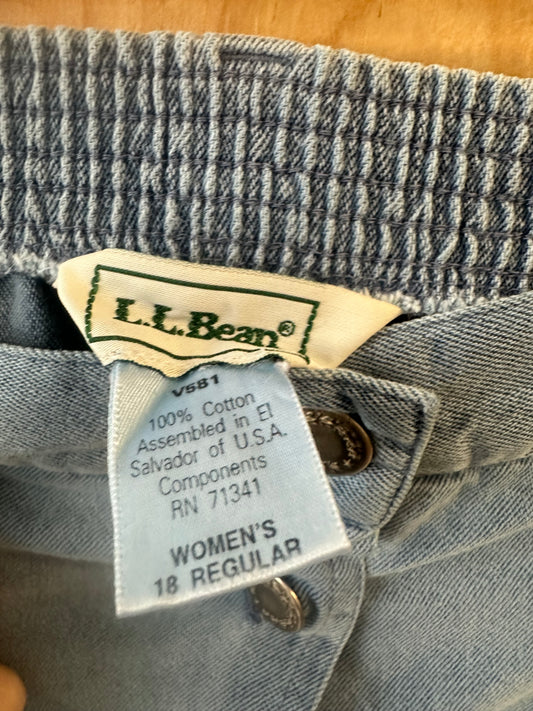 L.L.Bean®
V581
100% Cotton
Assembled in El
Salvador of U.S.A.
Components
RN 71341
WOMEN'S
18 REGULAR